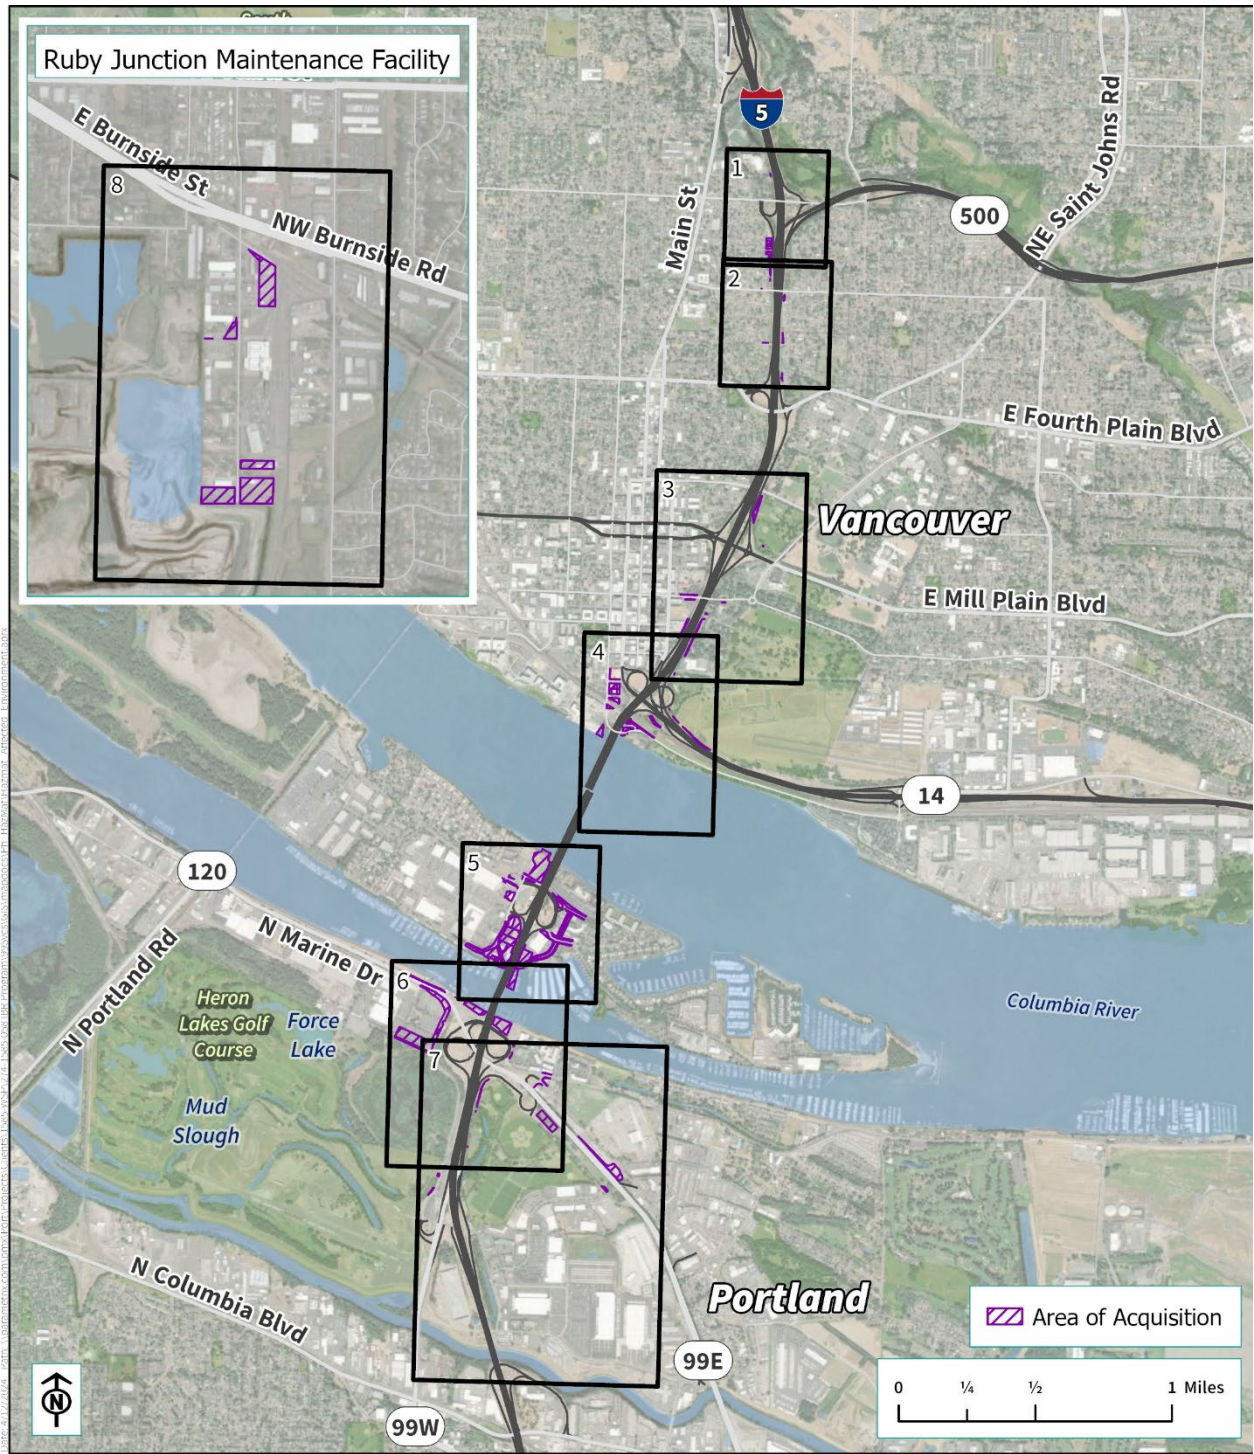 Ruby Junction Maintenance Facility
E Burnside St
NW Burnside Rd
8
5
1
Main St
500
NE Saint Johns Rd
2
E Fourth Plain Blvd
3
Vancouver
E Mill Plain Blvd
4
14
120
5
N Marine Dr
N Portland Rd
6
Heron
Lakes Golf
Course
Force
Lake
Columbia River
7
Mud
Slough
N Columbia Blvd
Portland
Area of Acquisition
99E
0 ¼ ½ 1 Miles
N
99W